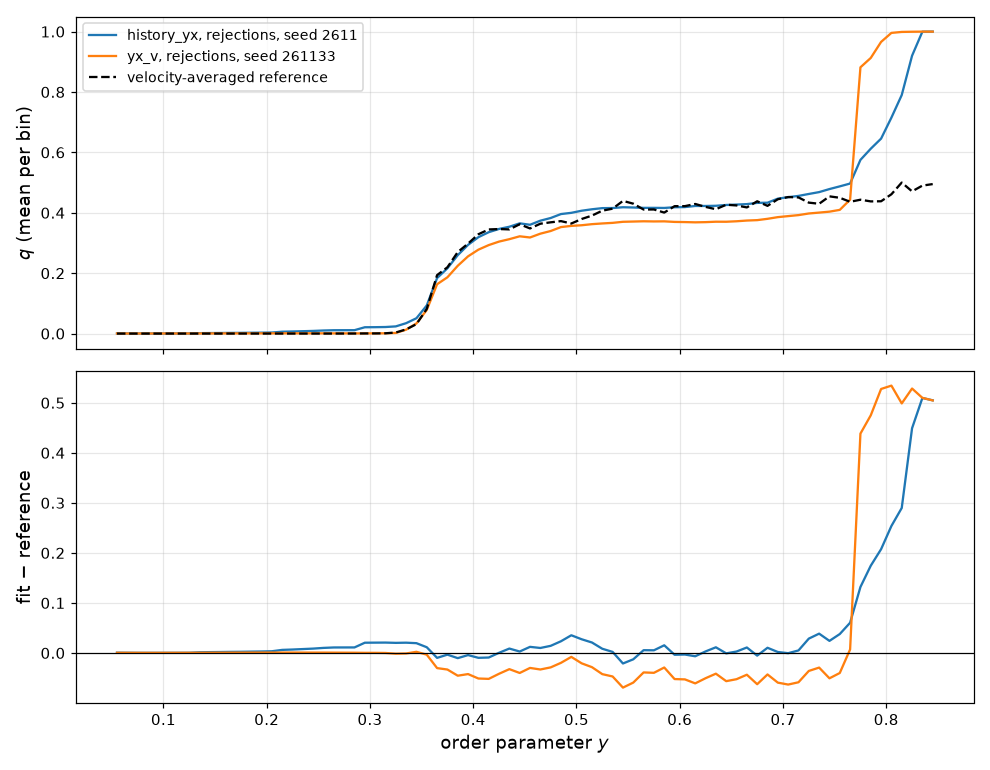 1.0
0.8
0.6
0.4
0.2
0.0
q (mean per bin)
history_yx, rejections, seed 2611
yx_v, rejections, seed 261133
velocity-averaged reference
0.5
0.4
0.3
0.2
0.1
0.0
fit − reference
0.1 0.2 0.3 0.4 0.5 0.6 0.7 0.8
order parameter y